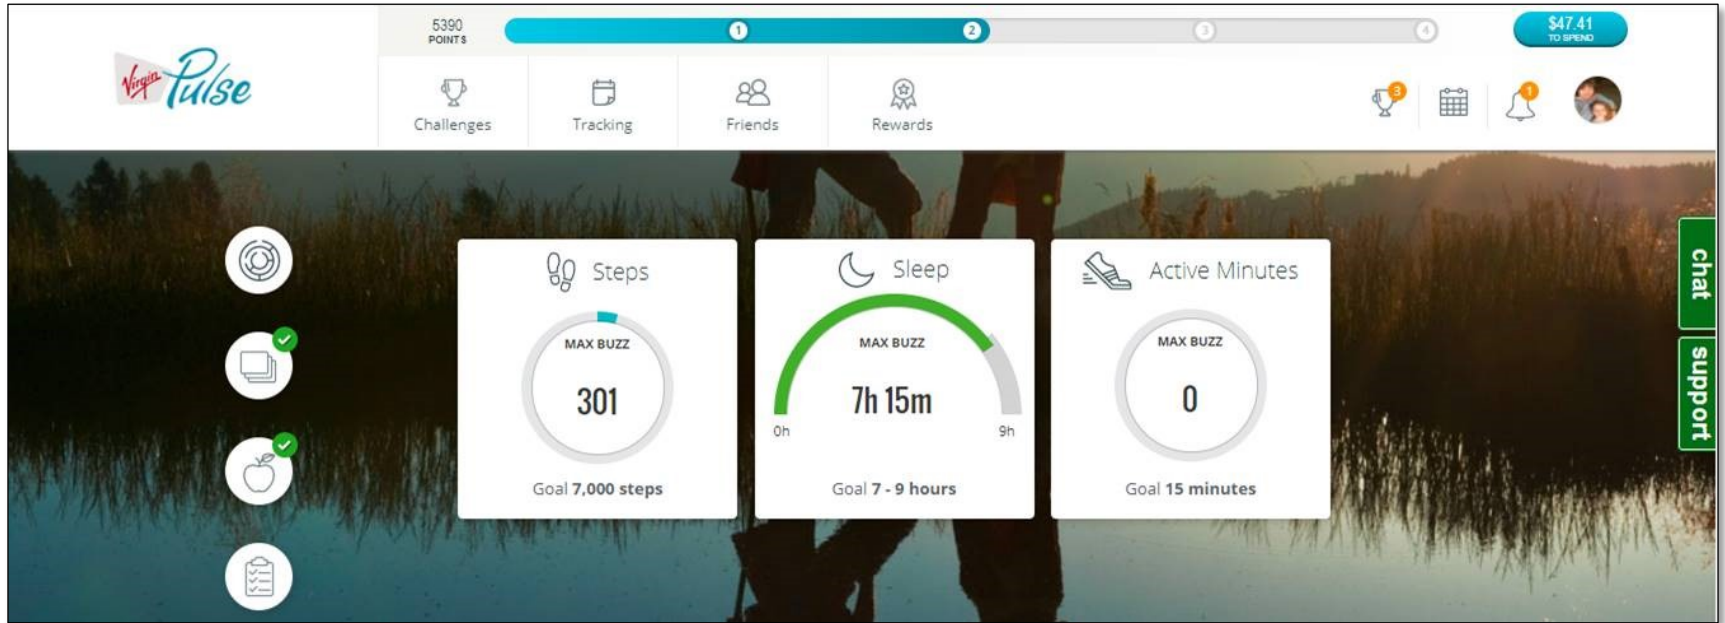 5390
POINTS
1
2
3
4
$47.41
TO SPEND
Virgin Pulse
Challenges
Tracking
Friends
Rewards
3
1
Steps
MAX BUZZ
301
Goal 7,000 steps
Sleep
MAX BUZZ
7h 15m
0h
9h
Goal 7 - 9 hours
Active Minutes
MAX BUZZ
0
Goal 15 minutes
chat
support